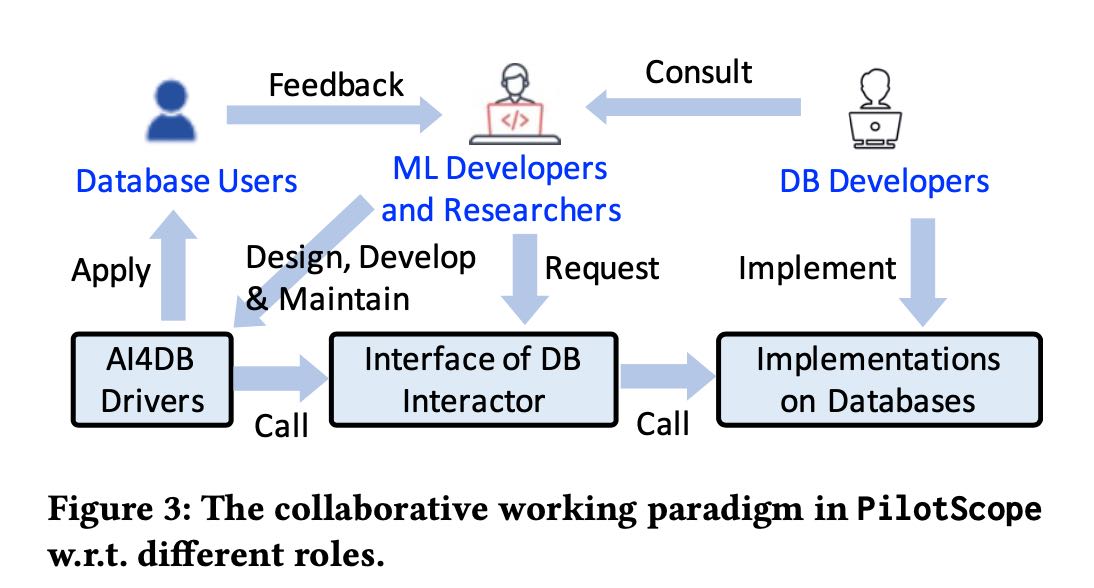 Feedback
Consult
Database Users
ML Developers
and Researchers
DB Developers
Apply
Design, Develop
& Maintain
Request
Implement
AI4DB
Drivers
Call
Interface of DB
Interactor
Call
Implementations
on Databases
Figure 3: The collaborative working paradigm in PilotScope
w.r.t. different roles.